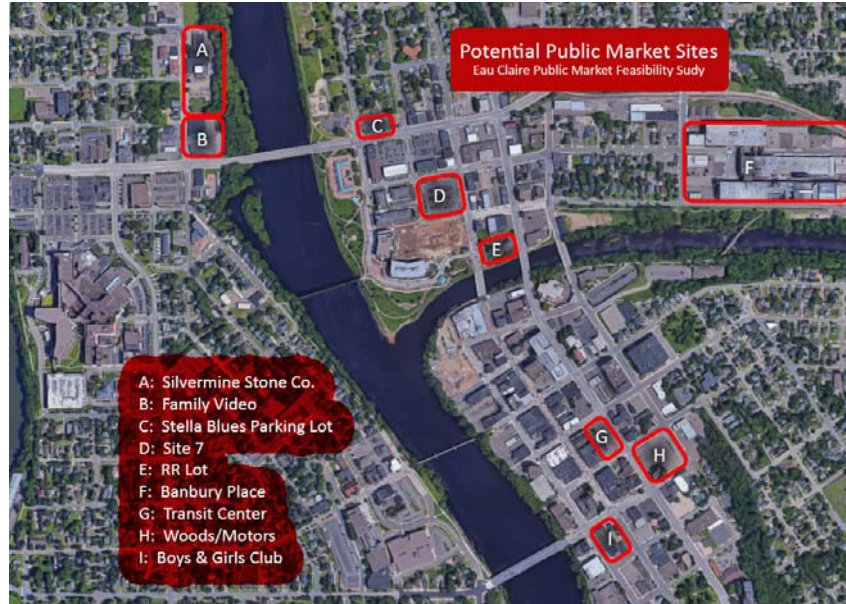 Potential Public Market Sites
Eau Claire Public Market Feasibility Sudy
A
B
C
D
E
F
G
H
I
A: Silvermine Stone Co.
B: Family Video
C: Stella Blues Parking Lot
D: Site 7
E: RR Lot
F: Banbury Place
G: Transit Center
H: Woods/Motors
I: Boys & Girls Club